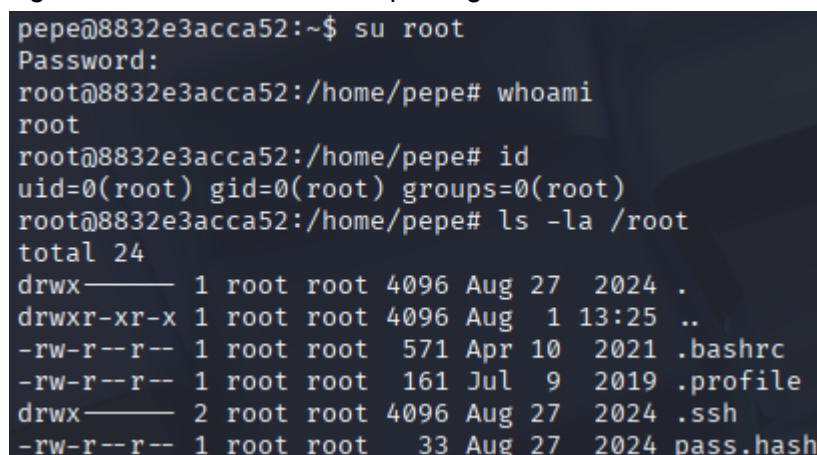 pepe@8832e3acca52:~$ su root
Password:
root@8832e3acca52:/home/pepe# whoami
root
root@8832e3acca52:/home/pepe# id
uid=0(root) gid=0(root) groups=0(root)
root@8832e3acca52:/home/pepe# ls -la /root
total 24
drwx------ 1 root root 4096 Aug 27  2024 .
drwxr-xr-x 1 root root 4096 Aug  1 13:25 ..
-rw-r--r-- 1 root root  571 Apr 10  2021 .bashrc
-rw-r--r-- 1 root root  161 Jul  9  2019 .profile
drwx------ 2 root root 4096 Aug 27  2024 .ssh
-rw-r--r-- 1 root root   33 Aug 27  2024 pass.hash